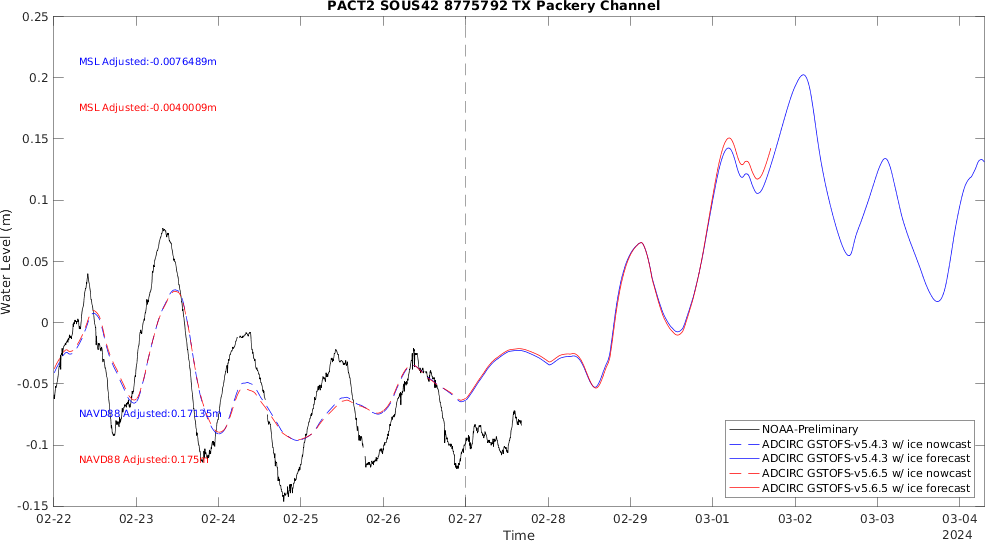 PACT2 SOUS42 8775792 TX Packery Channel
0.25
0.2
0.15
0.1
0.05
0
-0.05
-0.1
-0.15
Water Level (m)
MSL Adjusted:-0.0076489m
MSL Adjusted:-0.0040009m
NAVD88 Adjusted:0.17135m
NAVD88 Adjusted:0.175m
NOAA-Preliminary
ADCIRC GSTOFS-v5.4.3 w/ ice nowcast
ADCIRC GSTOFS-v5.4.3 w/ ice forecast
ADCIRC GSTOFS-v5.6.5 w/ ice nowcast
ADCIRC GSTOFS-v5.6.5 w/ ice forecast
02-22 02-23 02-24 02-25 02-26 02-27 02-28 02-29 03-01 03-02 03-03 03-04
Time
2024